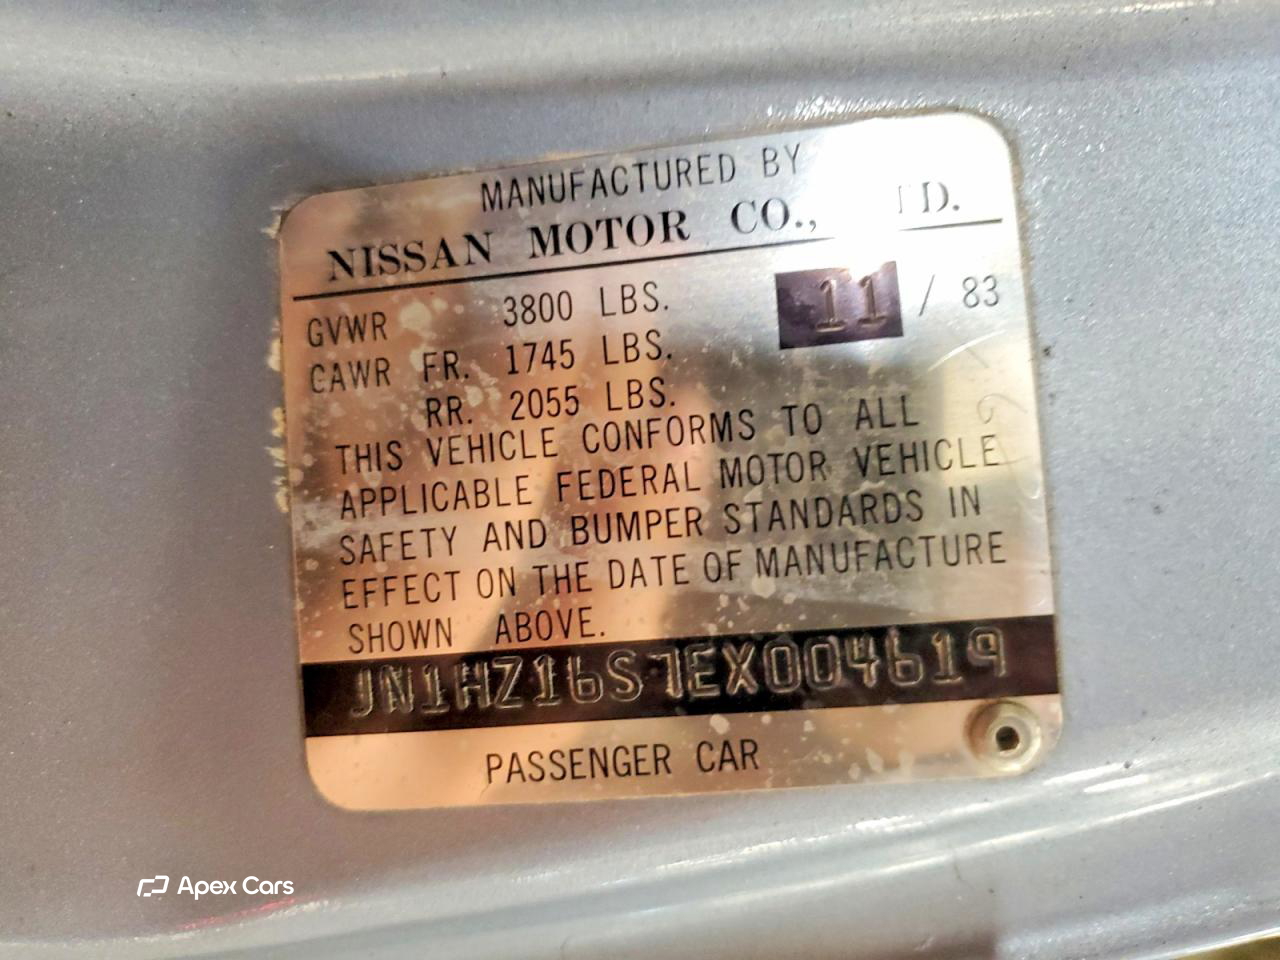 MANUFACTURED BY
NISSAN MOTOR CO., TD.
GVWR 3800 LBS. 11 / 83
CAWR FR. 1745 LBS.
RR. 2055 LBS.
THIS VEHICLE CONFORMS TO ALL
APPLICABLE FEDERAL MOTOR VEHICLE
SAFETY AND BUMPER STANDARDS IN
EFFECT ON THE DATE OF MANUFACTURE
SHOWN ABOVE.
JN1HZ16S7EX004619
PASSENGER CAR
Apex Cars